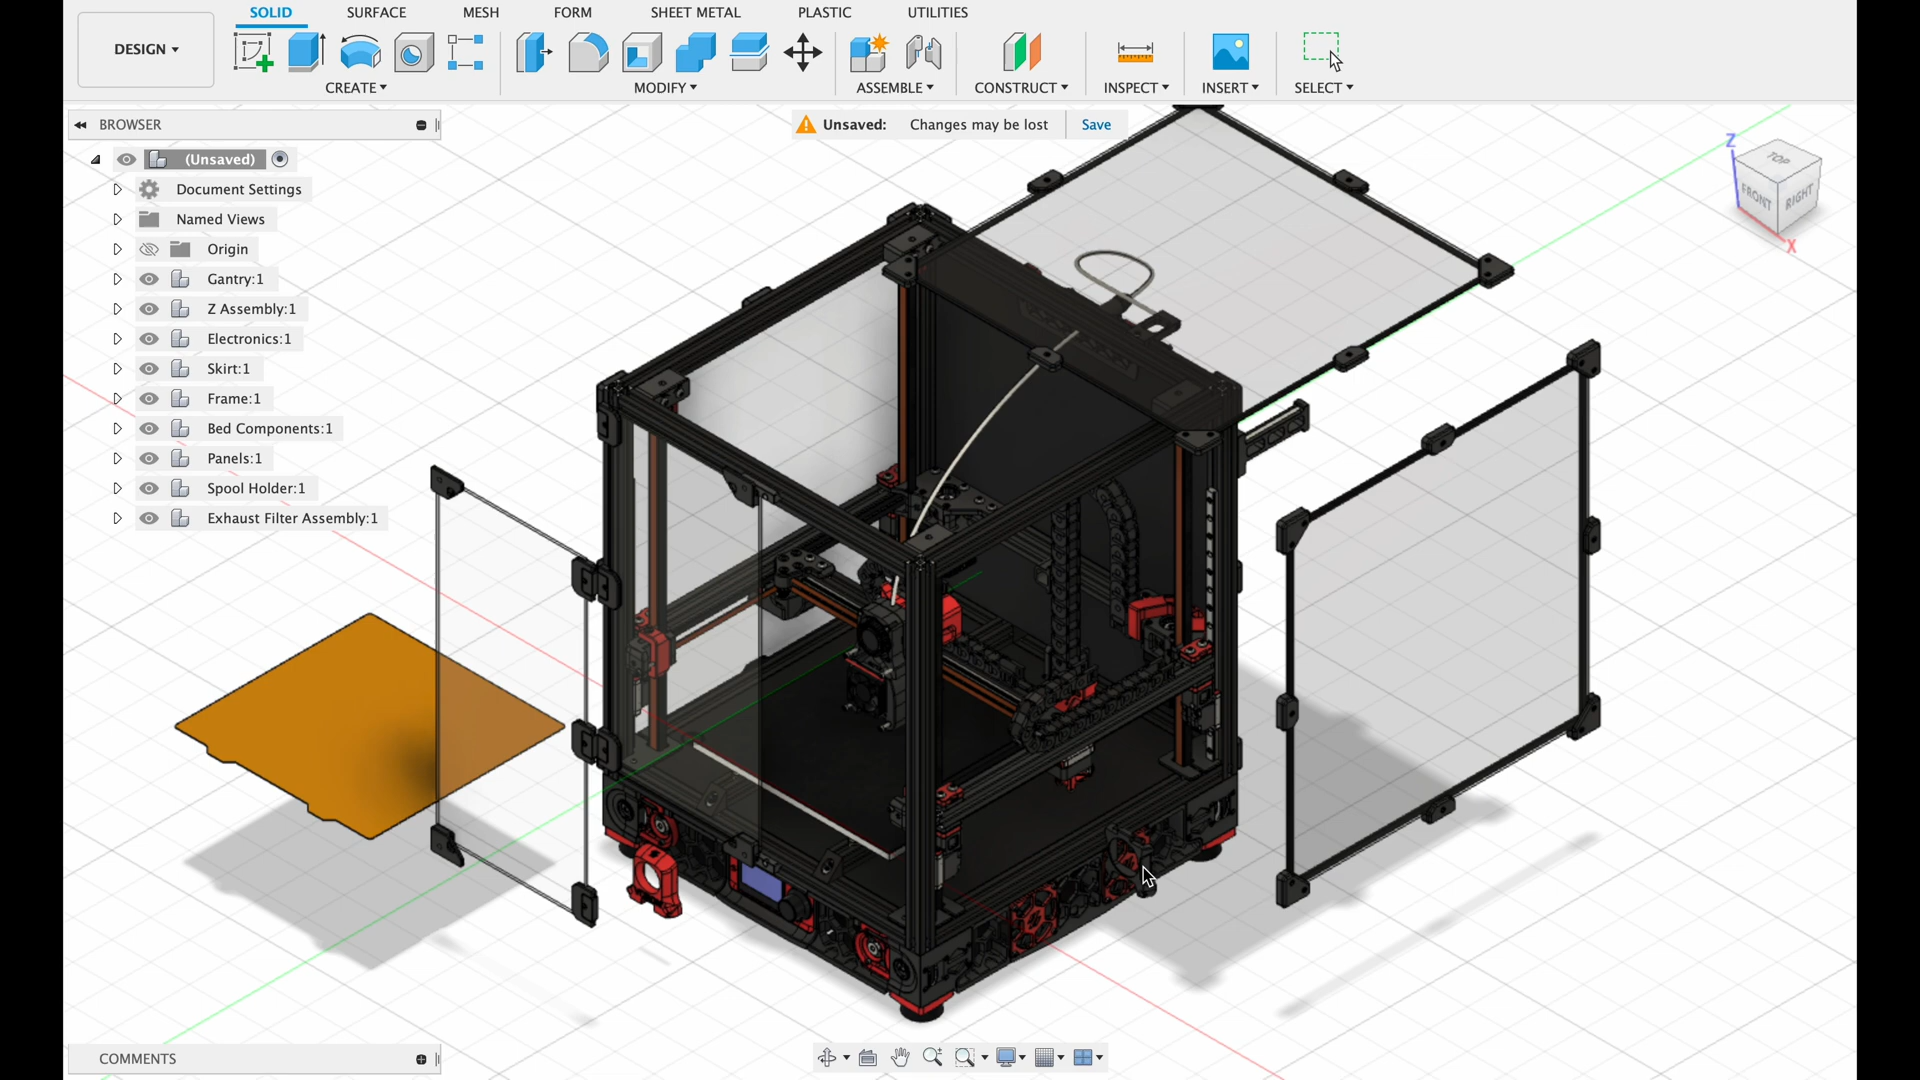 SOLID SURFACE MESH FORM SHEET METAL PLASTIC UTILITIES
DESIGN
CREATE MODIFY ASSEMBLE CONSTRUCT INSPECT INSERT SELECT
BROWSER
Unsaved: Changes may be lost Save
(Unsaved)
Document Settings
Named Views
Origin
Gantry:1
Z Assembly:1
Electronics:1
Skirt:1
Frame:1
Bed Components:1
Panels:1
Spool Holder:1
Exhaust Filter Assembly:1
Z
TOP
FRONT RIGHT
X
COMMENTS